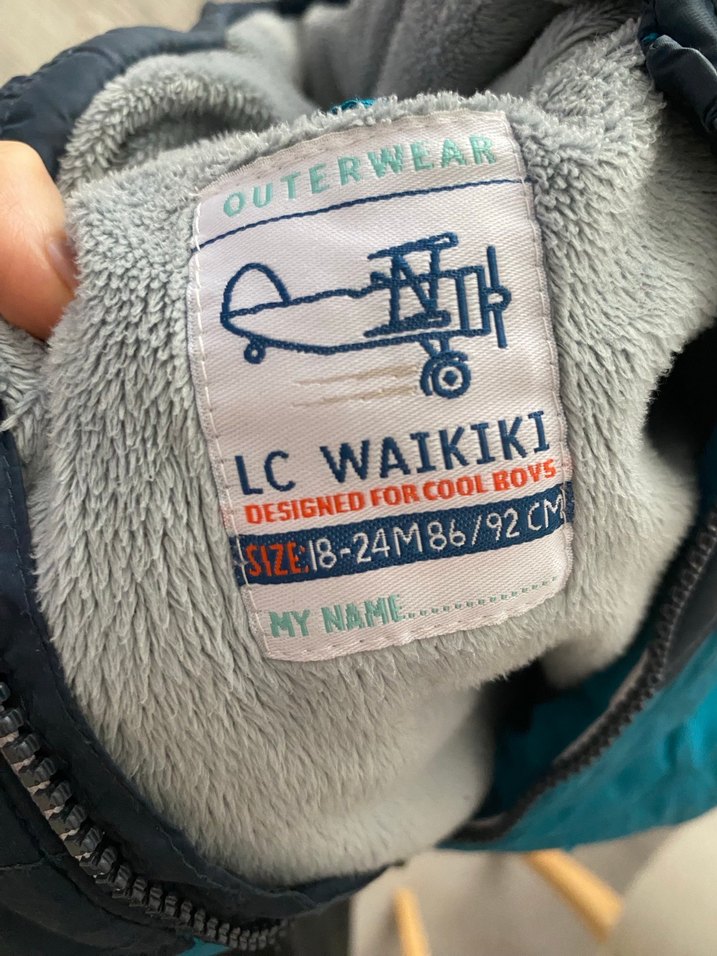 OUTERWEAR
LC WAIKIKI
DESIGNED FOR COOL BOYS
SIZE:18-24M 86/92 CM
MY NAME....................